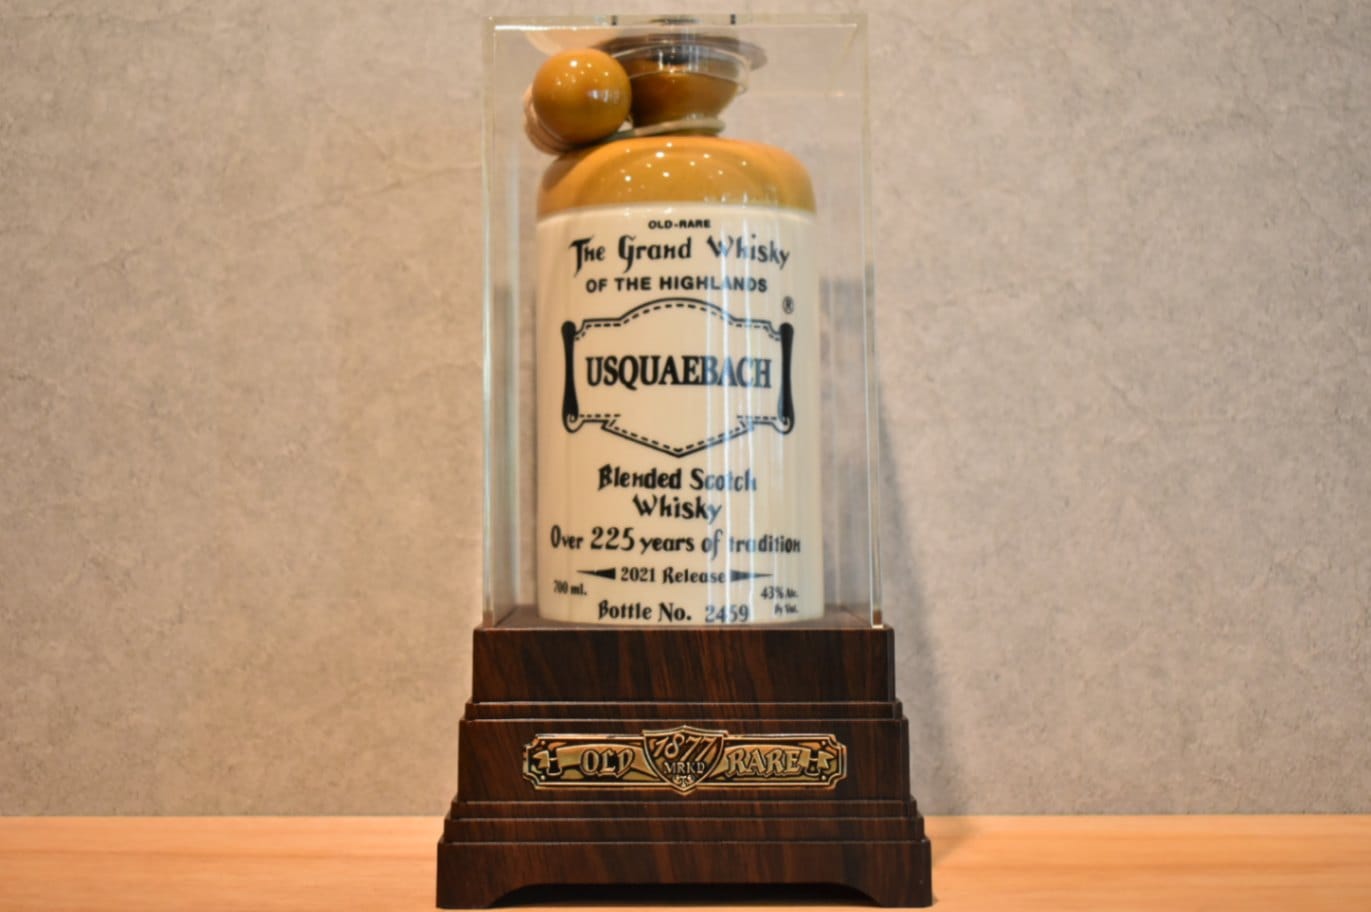 OLD-RARE
The Grand Whisky
OF THE HIGHLANDS
®
USQUAEBACH
Blended Scotch
Whisky
Over 225 years of tradition
2021 Release
700 ml. 43% Alc.
By Vol.
Bottle No. 2459
OLD 1877 RARE
MRKD